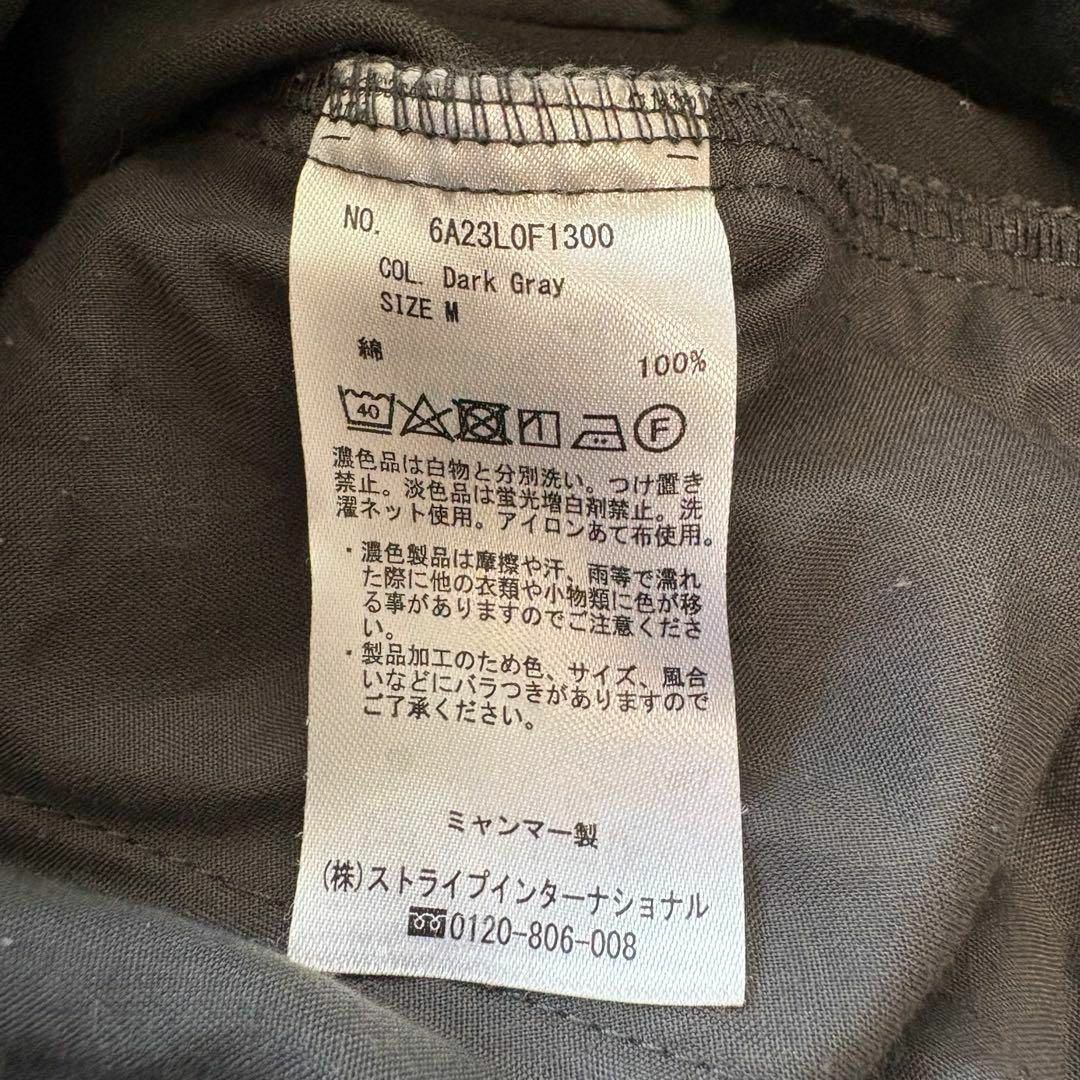 NO. 6A23LOF1300
COL. Dark Gray
SIZE M
綿 100%
40 F
濃色品は白物と分別洗い。つけ置き
禁止。淡色品は蛍光増白剤禁止。洗
濯ネット使用。アイロンあて布使用。
・濃色製品は摩擦や汗、雨等で濡れ
た際に他の衣類や小物類に色が移
る事がありますのでご注意くださ
い。
・製品加工のため色、サイズ、風合
いなどにバラつきがありますので
ご了承ください。
ミャンマー製
(株)ストライプインターナショナル
0120-806-008